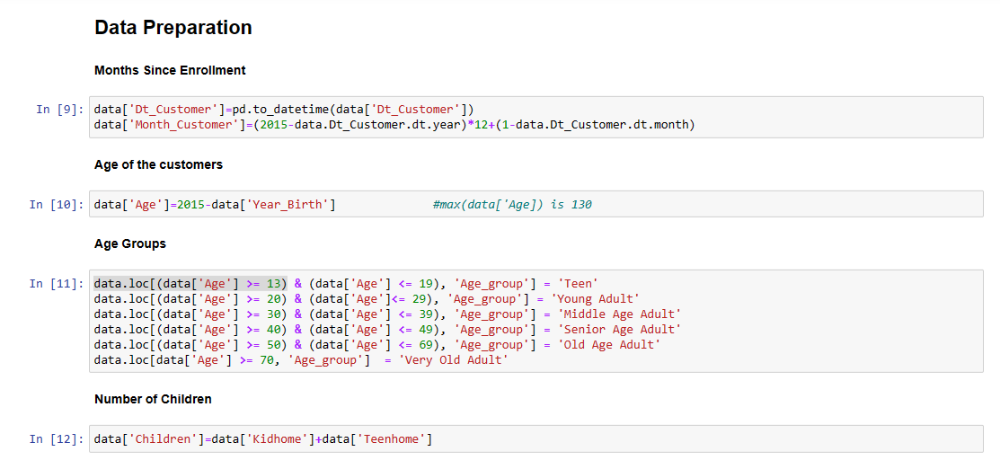 Data Preparation
Months Since Enrollment
In [9]: data['Dt_Customer']=pd.to_datetime(data['Dt_Customer'])
data['Month_Customer']=(2015-data.Dt_Customer.dt.year)*12+(1-data.Dt_Customer.dt.month)
Age of the customers
In [10]: data['Age']=2015-data['Year_Birth'] #max(data['Age]) is 130
Age Groups
In [11]: data.loc[(data['Age'] >= 13) & (data['Age'] <= 19), 'Age_group'] = 'Teen'
data.loc[(data['Age'] >= 20) & (data['Age']<= 29), 'Age_group'] = 'Young Adult'
data.loc[(data['Age'] >= 30) & (data['Age'] <= 39), 'Age_group'] = 'Middle Age Adult'
data.loc[(data['Age'] >= 40) & (data['Age'] <= 49), 'Age_group'] = 'Senior Age Adult'
data.loc[(data['Age'] >= 50) & (data['Age'] <= 69), 'Age_group'] = 'Old Age Adult'
data.loc[data['Age'] >= 70, 'Age_group']  = 'Very Old Adult'
Number of Children
In [12]: data['Children']=data['Kidhome']+data['Teenhome']